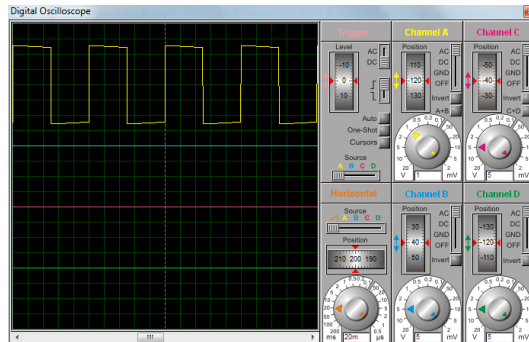 Digital Oscilloscope
Trigger
Level
-10
0
10
AC
DC
Auto
One-Shot
Cursors
Source
A B C D
Channel A
Position
110
120
130
AC
DC
GND
OFF
Invert
A+B
V
1
mV
Channel C
Position
-50
-40
-30
AC
DC
GND
OFF
Invert
C+D
V
5
mV
Horizontal
Source
A B C D
Position
210 200 190
ms
20m
µs
Channel B
Position
30
40
50
AC
DC
GND
OFF
Invert
V
5
mV
Channel D
Position
-130
-120
-110
AC
DC
GND
OFF
Invert
V
5
mV